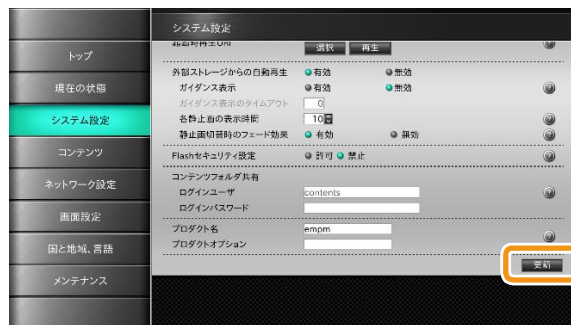 システム設定
トップ
現在の状態
システム設定
コンテンツ
ネットワーク設定
画面設定
国と地域、言語
メンテナンス
起動時再生URI 選択 再生
外部ストレージからの自動再生 有効 無効
ガイダンス表示 有効 無効
ガイダンス表示のタイムアウト 0
各静止画の表示時間 10
静止画切替時のフェード効果 有効 無効
Flashセキュリティ設定 許可 禁止
コンテンツフォルダ共有
ログインユーザ contents
ログインパスワード
プロダクト名 empm
プロダクトオプション
更新